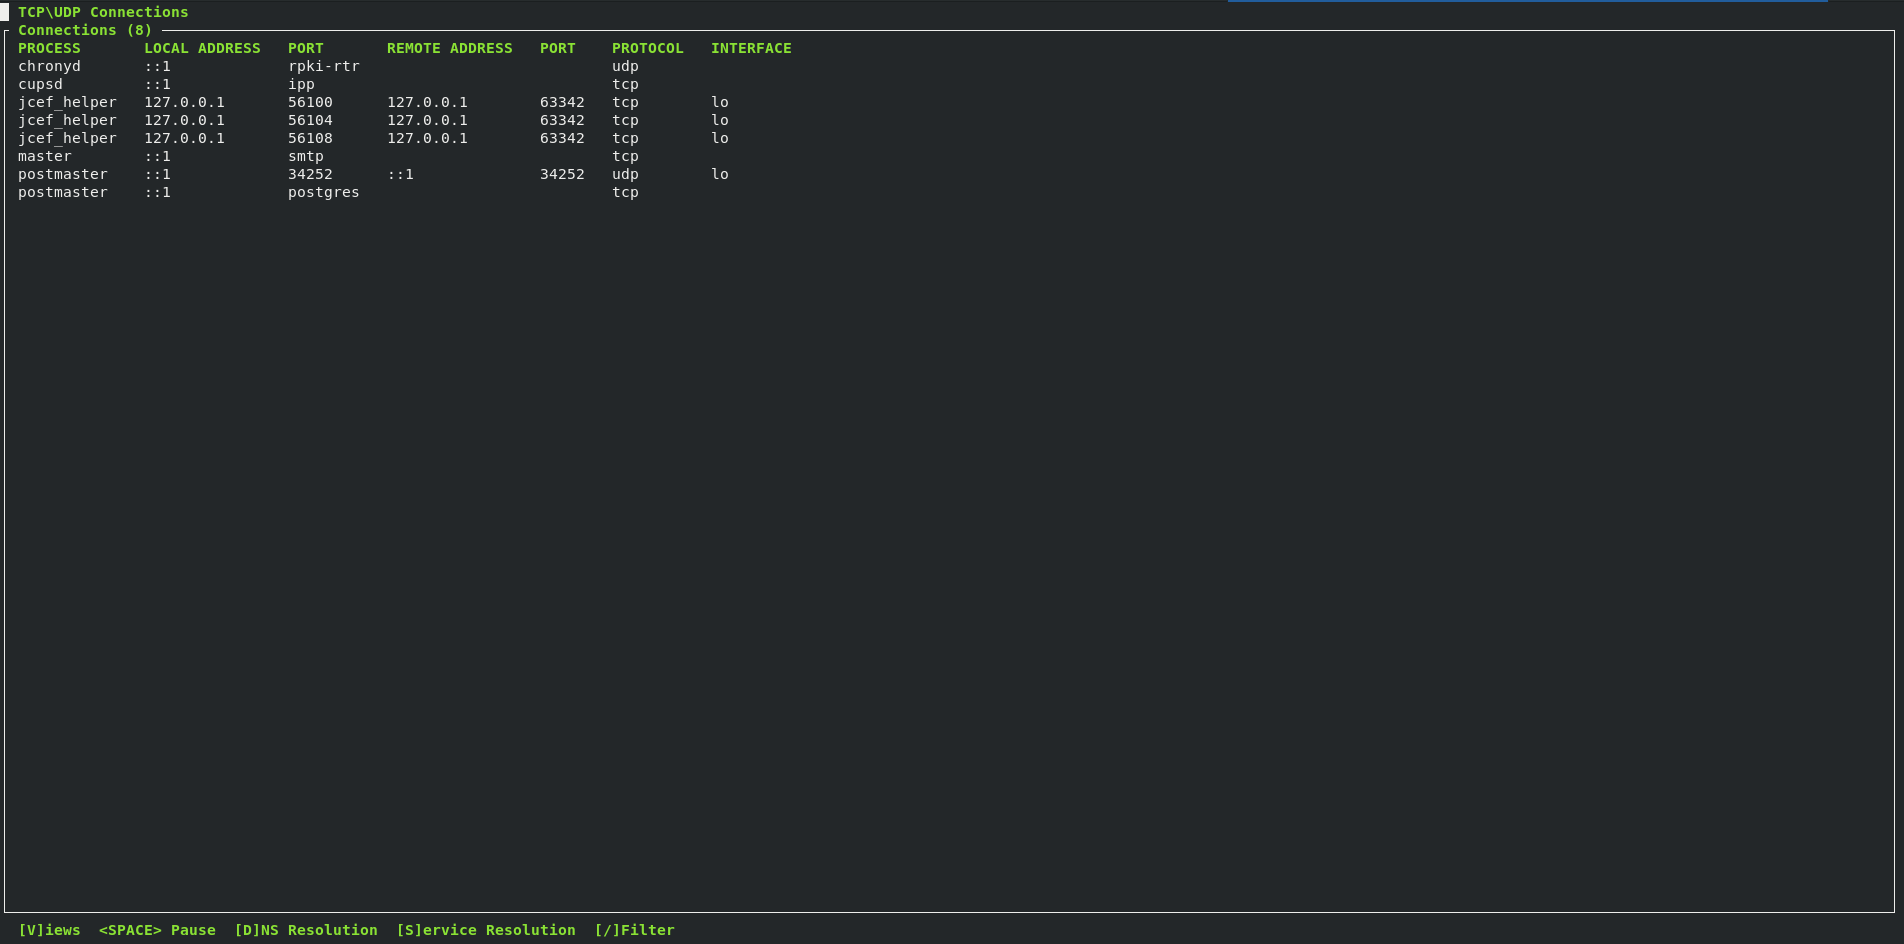 TCP\UDP Connections
Connections (8)
PROCESS LOCAL ADDRESS PORT REMOTE ADDRESS PORT PROTOCOL INTERFACE
chronyd ::1 rpki-rtr udp
cupsd ::1 ipp tcp
jcef_helper 127.0.0.1 56100 127.0.0.1 63342 tcp lo
jcef_helper 127.0.0.1 56104 127.0.0.1 63342 tcp lo
jcef_helper 127.0.0.1 56108 127.0.0.1 63342 tcp lo
master ::1 smtp tcp
postmaster ::1 34252 ::1 34252 udp lo
postmaster ::1 postgres tcp
[V]iews <SPACE> Pause [D]NS Resolution [S]ervice Resolution [/]Filter